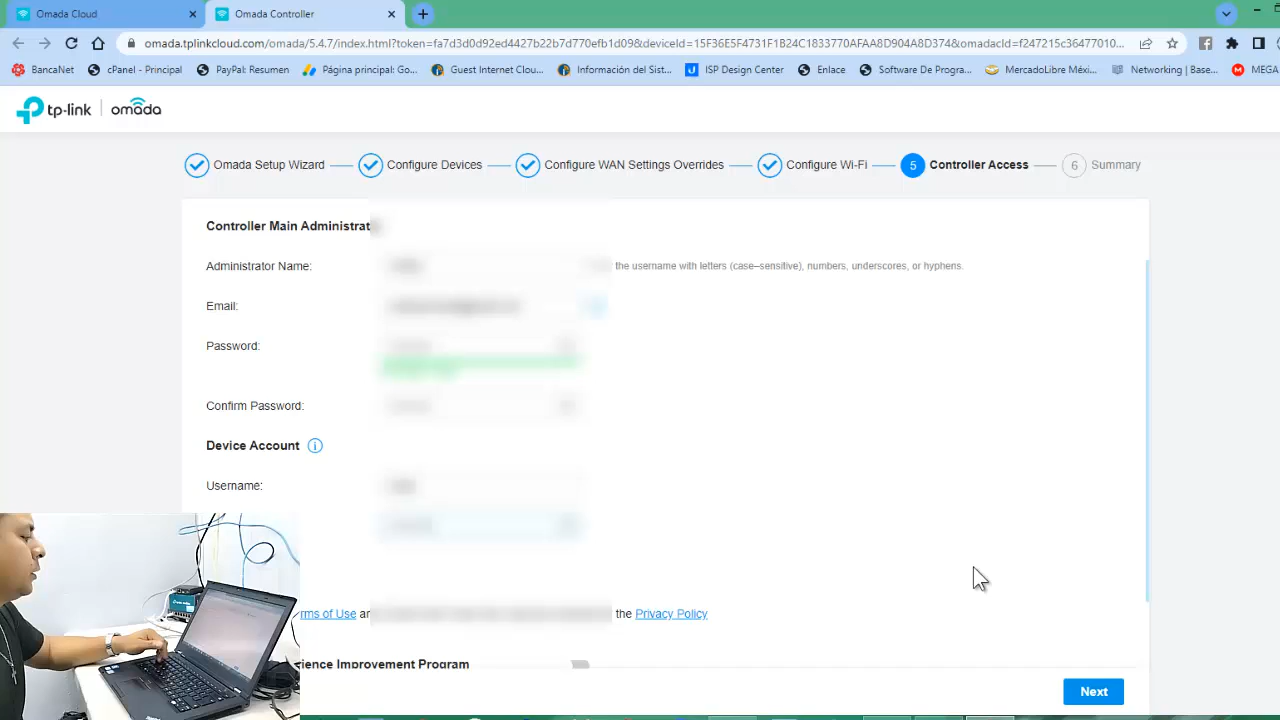 Omada Cloud
Omada Controller
omada.tplinkcloud.com/omada/5.4.7/index.html?token=fa7d3d0d92ed4427b22b7d770efb1d09&deviceId=15F36E5F4731F1B24C1833770AFAA8D904A8D374&omadacId=f247215c36477010...
BancaNet
cPanel - Principal
PayPal: Resumen
Página principal: Go...
Guest Internet Clou...
Información del Sist...
ISP Design Center
Enlace
Software De Progra...
MercadoLibre Méxi...
Networking | Base...
MEGA
tp-link | omada
Omada Setup Wizard
Configure Devices
Configure WAN Settings Overrides
Configure Wi-Fi
5 Controller Access
6 Summary
Controller Main Administrat
Administrator Name:
the username with letters (case–sensitive), numbers, underscores, or hyphens.
Email:
Password:
Confirm Password:
Device Account
Username:
rms of Use
the Privacy Policy
ience Improvement Program
Next